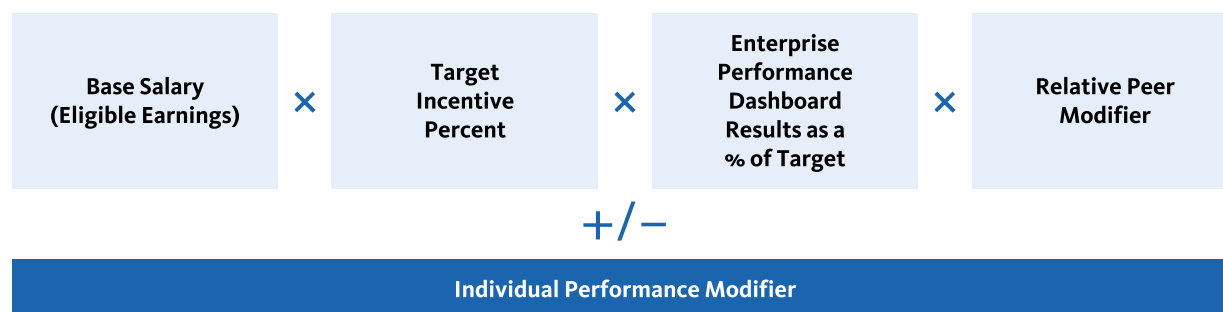 Base Salary
(Eligible Earnings)
×
Target
Incentive
Percent
×
Enterprise
Performance
Dashboard
Results as a
% of Target
×
Relative Peer
Modifier
+/−
Individual Performance Modifier